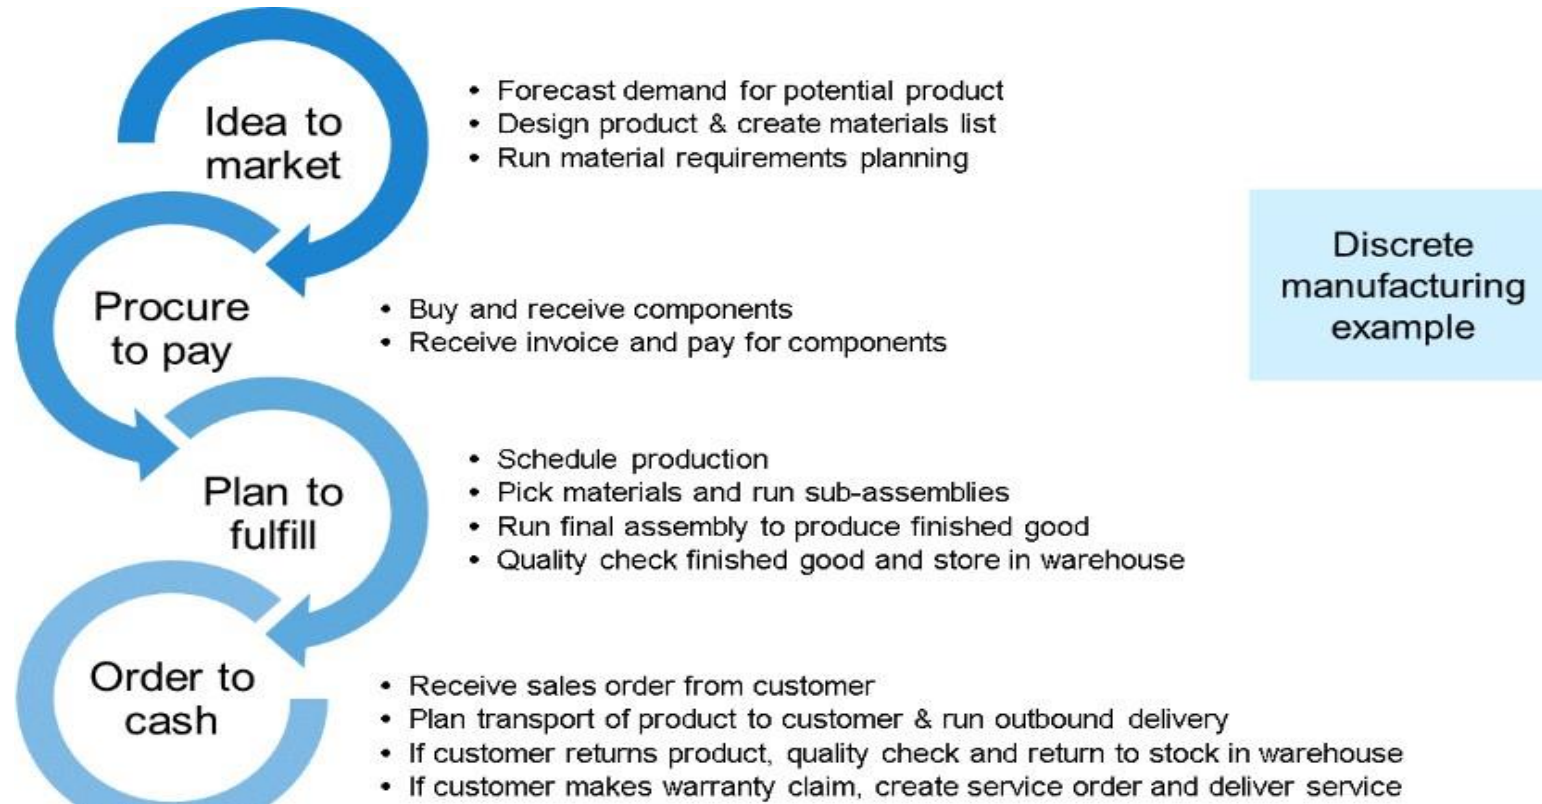 Idea to
market
• Forecast demand for potential product
• Design product & create materials list
• Run material requirements planning
Discrete
manufacturing
example
Procure
to pay
• Buy and receive components
• Receive invoice and pay for components
Plan to
fulfill
• Schedule production
• Pick materials and run sub-assemblies
• Run final assembly to produce finished good
• Quality check finished good and store in warehouse
Order to
cash
• Receive sales order from customer
• Plan transport of product to customer & run outbound delivery
• If customer returns product, quality check and return to stock in warehouse
• If customer makes warranty claim, create service order and deliver service